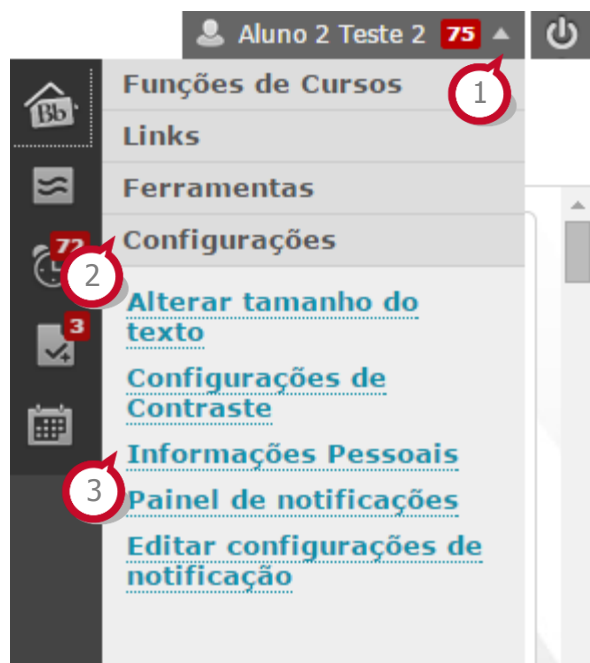 Aluno 2 Teste 2 75
1
Funções de Cursos
Bb
Links
Ferramentas
72
Configurações
2
Alterar tamanho do
texto
3
Configurações de
Contraste
Informações Pessoais
3
Painel de notificações
Editar configurações de
notificação